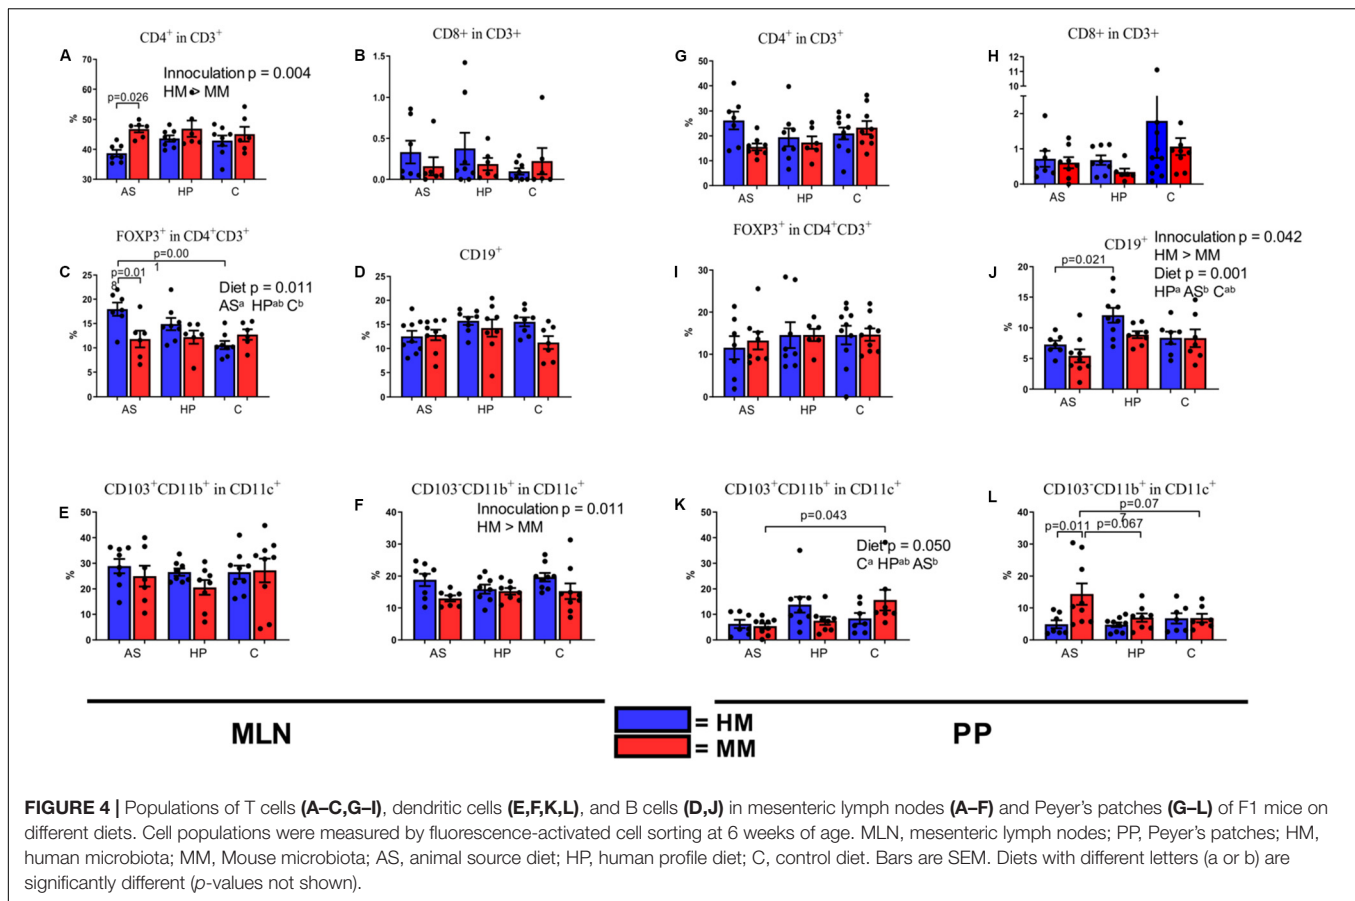 A
CD4⁺ in CD3⁺
Innoculation p = 0.004
HM > MM
p=0.026
%
70
60
50
40
30
AS HP C
B
CD8+ in CD3+
1.5
1.0
0.5
0.0
AS HP C
G
CD4⁺ in CD3⁺
%
50
40
30
20
10
0
AS HP C
H
CD8+ in CD3+
12
11
10
2
1
0
AS HP C
C
FOXP3⁺ in CD4⁺CD3⁺
p=0.00
1
p=0.01
8
Diet p = 0.011
ASᵃ HPᵃᵇ Cᵇ
%
25
20
15
10
5
0
AS HP C
D
CD19⁺
%
25
20
15
10
5
0
AS HP C
I
FOXP3⁺ in CD4⁺CD3⁺
%
30
20
10
0
AS HP C
J
CD19⁺
Innoculation p = 0.042
HM > MM
Diet p = 0.001
HPᵃ ASᵇ Cᵃᵇ
p=0.021
%
20
15
10
5
0
AS HP C
E
CD103⁺CD11b⁺ in CD11c⁺
%
50
40
30
20
10
0
AS HP C
F
CD103⁻CD11b⁺ in CD11c⁺
Innoculation p = 0.011
HM > MM
%
40
30
20
10
0
AS HP C
K
CD103⁺CD11b⁺ in CD11c⁺
p=0.043
Diet p = 0.050
Cᵃ HPᵃᵇ ASᵇ
%
50
40
30
20
10
0
AS HP C
L
CD103⁻CD11b⁺ in CD11c⁺
p=0.07
7
p=0.011
p=0.067
%
40
30
20
10
0
AS HP C
MLN
= HM
= MM
PP
FIGURE 4 | Populations of T cells (A–C,G–I), dendritic cells (E,F,K,L), and B cells (D,J) in mesenteric lymph nodes (A–F) and Peyer's patches (G–L) of F1 mice on
different diets. Cell populations were measured by fluorescence-activated cell sorting at 6 weeks of age. MLN, mesenteric lymph nodes; PP, Peyer's patches; HM,
human microbiota; MM, Mouse microbiota; AS, animal source diet; HP, human profile diet; C, control diet. Bars are SEM. Diets with different letters (a or b) are
significantly different (p-values not shown).